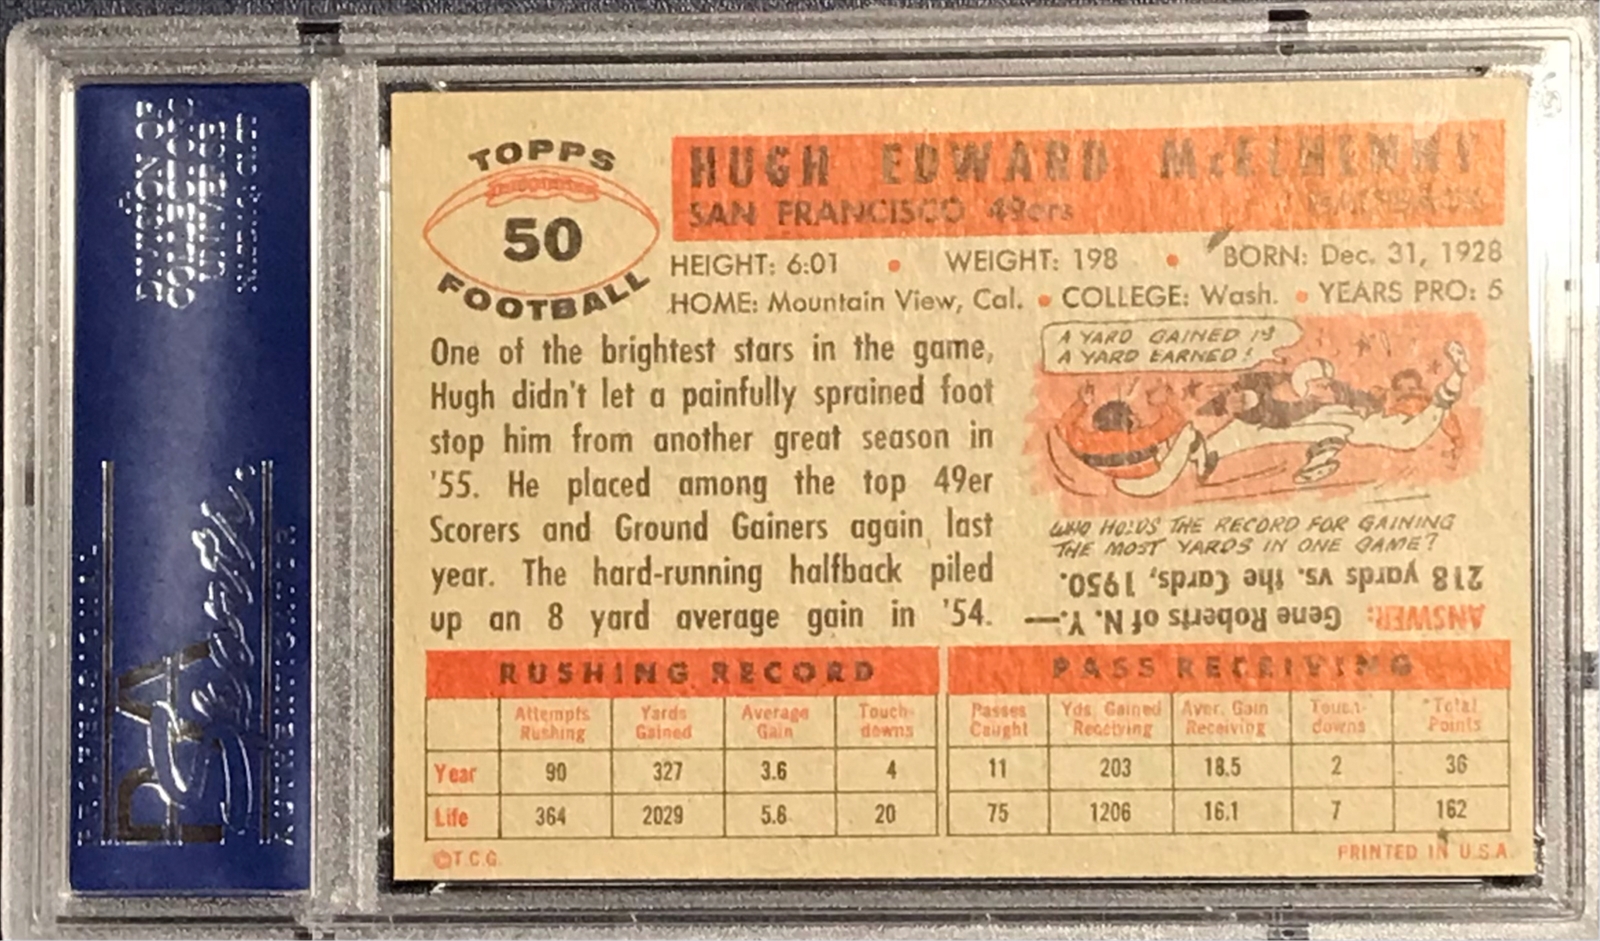 TOPPS
50
FOOTBALL
HUGH EDWARD McELHENNY
SAN FRANCISCO 49ers
HEIGHT: 6:01 • WEIGHT: 198 • BORN: Dec. 31, 1928
HOME: Mountain View, Cal. • COLLEGE: Wash. • YEARS PRO: 5
One of the brightest stars in the game,
Hugh didn't let a painfully sprained foot
stop him from another great season in
'55. He placed among the top 49er
Scorers and Ground Gainers again last
year. The hard-running halfback piled
up an 8 yard average gain in '54.
A YARD GAINED IS
A YARD EARNED!
WHO HOLDS THE RECORD FOR GAINING
THE MOST YARDS IN ONE GAME?
ANSWER: Gene Roberts of N. Y.—
218 yards vs. the Cards, 1950.
RUSHING RECORD PASS RECEIVING
Attempts Yards Average Touch- Passes Yds. Gained Aver. Gain Touch- *Total
Rushing Gained Gain downs Caught Receiving Receiving downs Points
Year 90 327 3.6 4 11 203 18.5 2 36
Life 364 2029 5.6 20 75 1206 16.1 7 162
©T.C.G. PRINTED IN U.S.A.
DIVISION OF
COLLECTORS
UNIVERSE
PSA